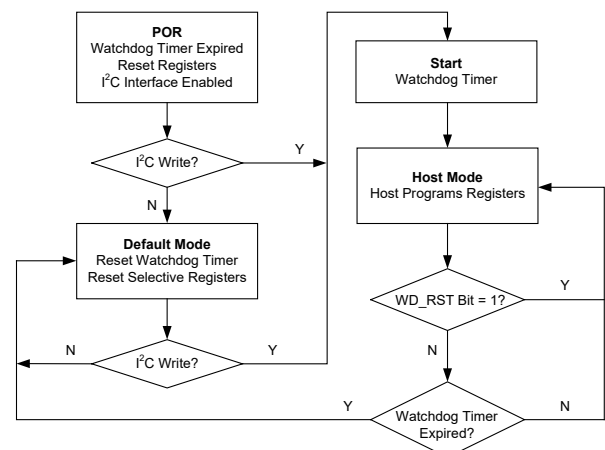 POR
Watchdog Timer Expired
Reset Registers
I²C Interface Enabled
Start
Watchdog Timer
I²C Write?
Y
N
Host Mode
Host Programs Registers
Default Mode
Reset Watchdog Timer
Reset Selective Registers
WD_RST Bit = 1?
Y
N
I²C Write?
N
Y
Watchdog Timer
Expired?
Y
N